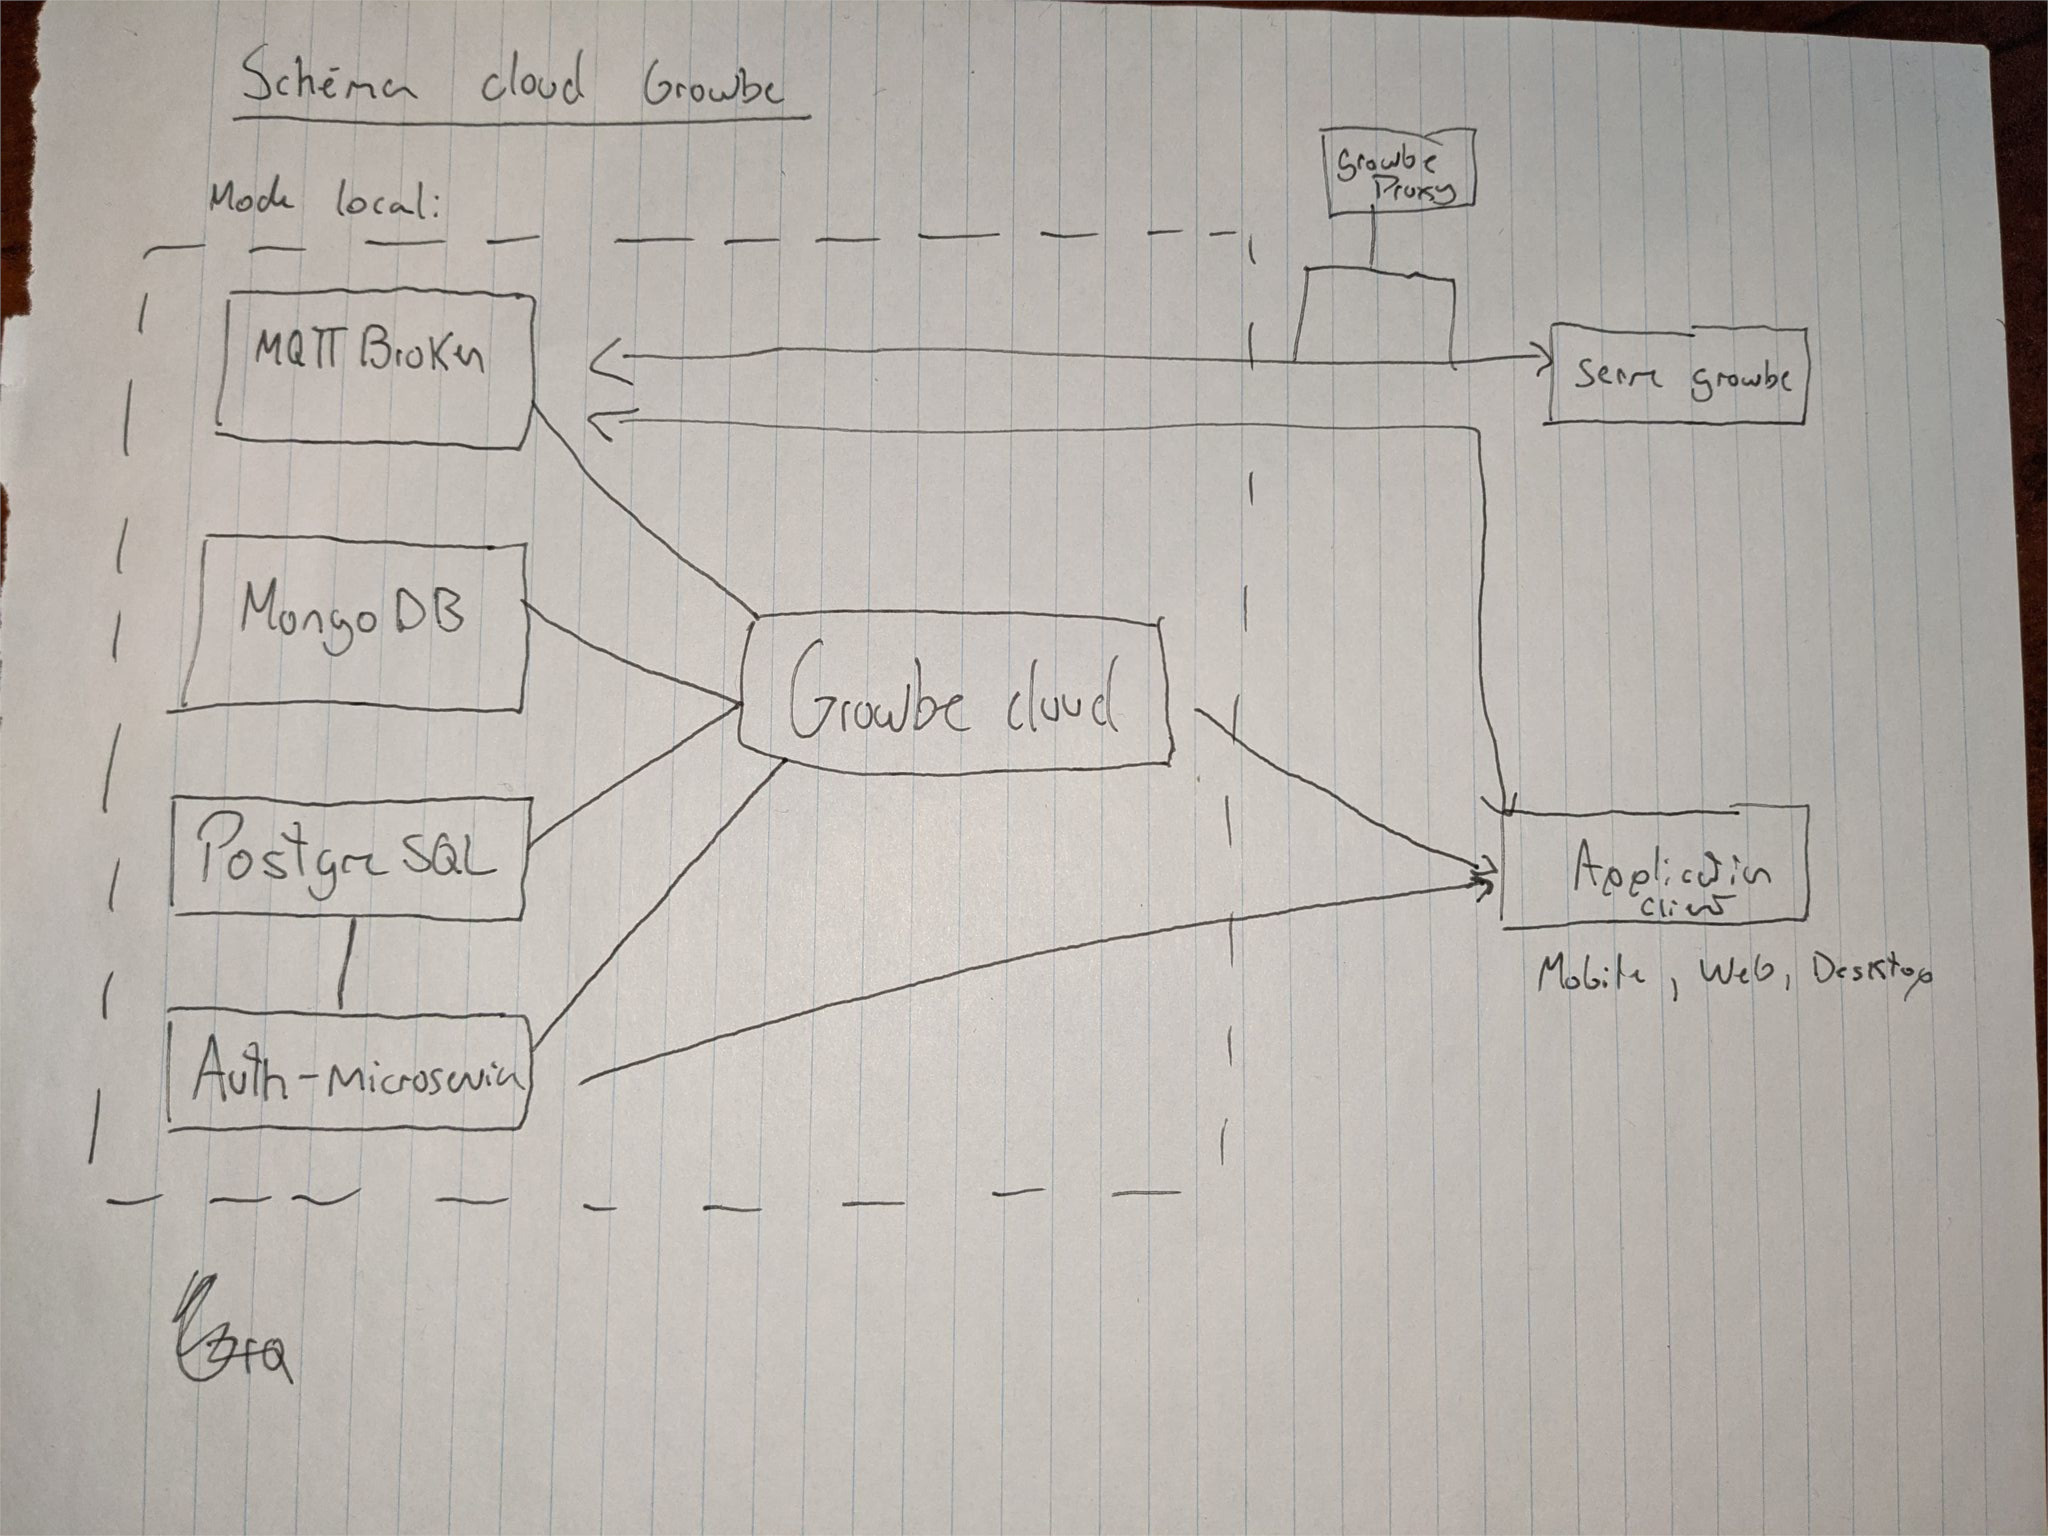 Schéma cloud Growbe
Mode local:
Growbe
Proxy
MQTT Broker
Serre growbe
MongoDB
Growbe cloud
PostgreSQL
Application
client
Mobile, Web, Desktop
Auth-microservice